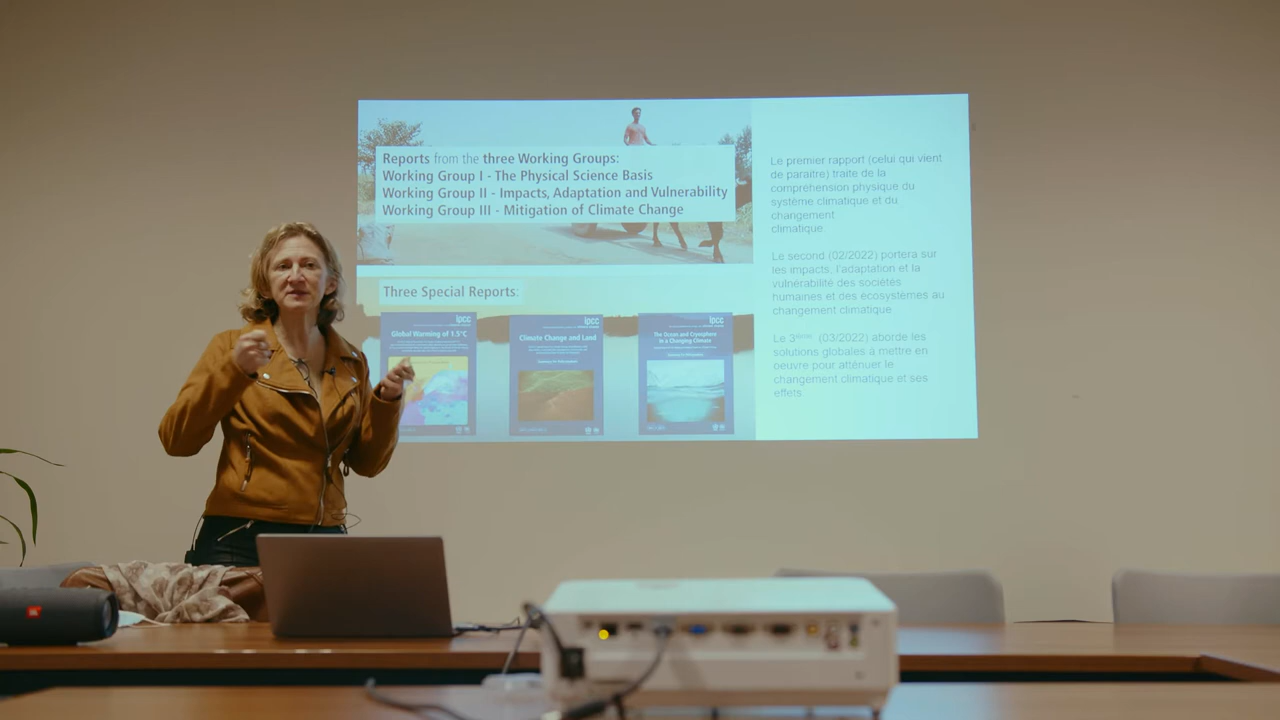 Reports from the three Working Groups:
Working Group I - The Physical Science Basis
Working Group II - Impacts, Adaptation and Vulnerability
Working Group III - Mitigation of Climate Change
Three Special Reports:
ipcc
Global Warming of 1.5°C
ipcc
Climate Change and Land
ipcc
The Ocean and Cryosphere
in a Changing Climate
Le premier rapport (celui qui vient
de paraitre) traite de la
compréhension physique du
système climatique et du
changement
climatique.
Le second (02/2022) portera sur
les impacts, l'adaptation et la
vulnérabilité des sociétés
humaines et des écosystèmes au
changement climatique
Le 3ième (03/2022) aborde les
solutions globales à mettre en
oeuvre pour atténuer le
changement climatique et ses
effets.
JBL